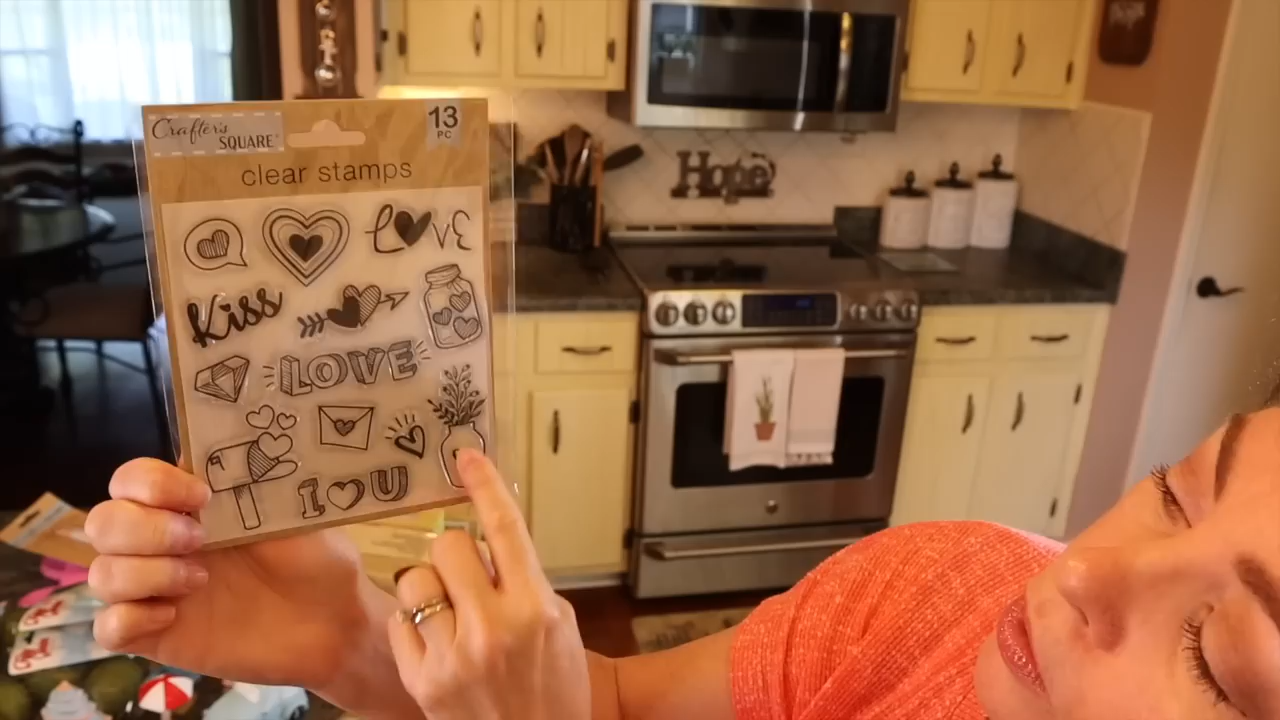 Crafter's
SQUARE
13
PC
clear stamps
LOVE
Kiss
LOVE
I U
Hope